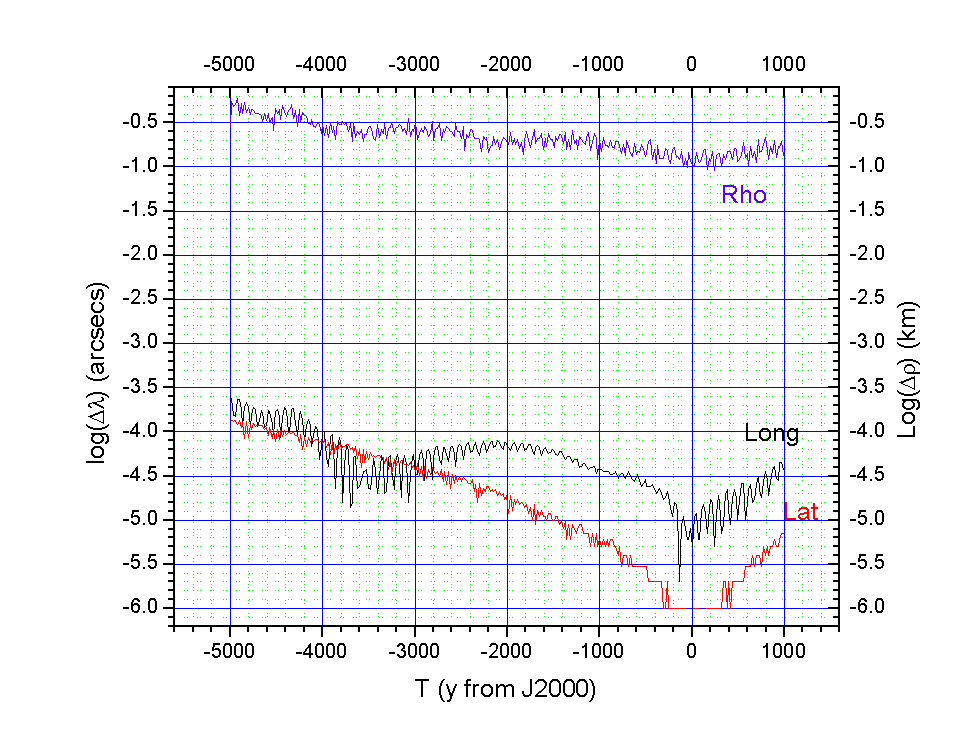 -5000 -4000 -3000 -2000 -1000 0 1000
-0.5 -0.5
-1.0 -1.0
Rho
-1.5 -1.5
-2.0 -2.0
-2.5 -2.5
-3.0 -3.0
-3.5 -3.5
-4.0 Long -4.0
-4.5 -4.5
-5.0 Lat -5.0
-5.5 -5.5
-6.0 -6.0
log(Δλ) (arcsecs)
Log(Δρ) (km)
-5000 -4000 -3000 -2000 -1000 0 1000
T (y from J2000)